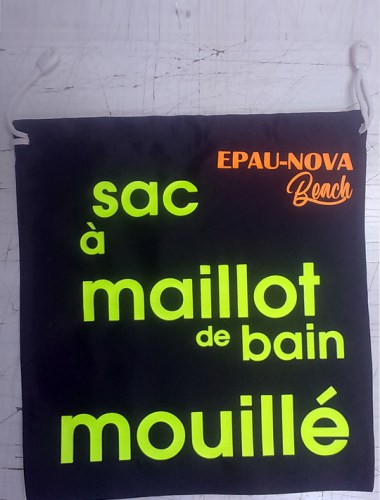 EPAU-NOVA
Beach
sac
à
maillot
de bain
mouillé